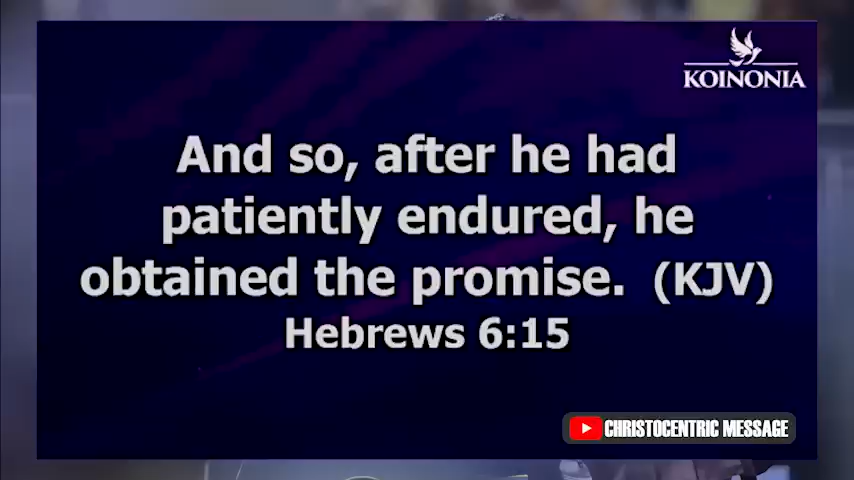 KOINONIA
And so, after he had
patiently endured, he
obtained the promise. (KJV)
Hebrews 6:15
CHRISTOCENTRIC MESSAGE